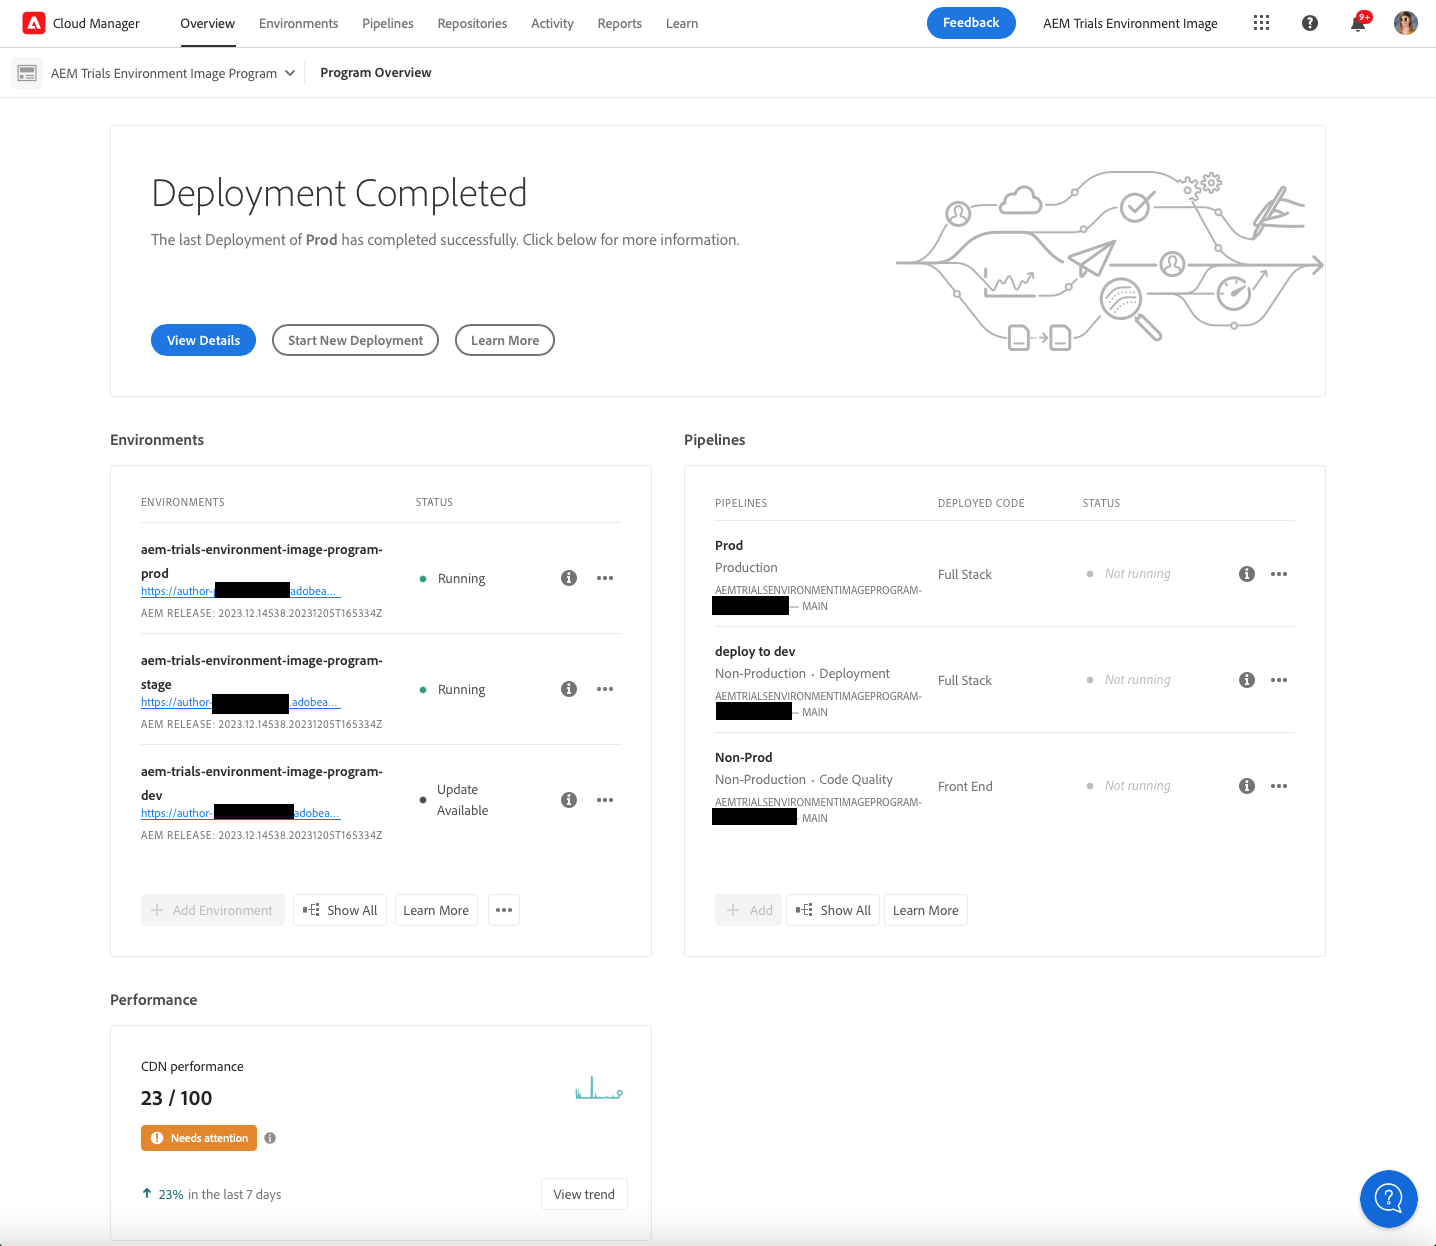 Cloud Manager
Overview
Environments
Pipelines
Repositories
Activity
Reports
Learn
Feedback
AEM Trials Environment Image
9+
AEM Trials Environment Image Program
Program Overview
Deployment Completed
The last Deployment of Prod has completed successfully. Click below for more information.
View Details
Start New Deployment
Learn More
Environments
ENVIRONMENTS STATUS
aem-trials-environment-image-program-
prod
https://author- adobea...
AEM RELEASE: 2023.12.14538.20231205T165334Z
Running
aem-trials-environment-image-program-
stage
https://author- .adobea...
AEM RELEASE: 2023.12.14538.20231205T165334Z
Running
aem-trials-environment-image-program-
dev
https://author- adobea...
AEM RELEASE: 2023.12.14538.20231205T165334Z
Update
Available
Add Environment
Show All
Learn More
Pipelines
PIPELINES DEPLOYED CODE STATUS
Prod
Production
AEMTRIALSENVIRONMENTIMAGEPROGRAM-
— MAIN
Full Stack
Not running
deploy to dev
Non-Production · Deployment
AEMTRIALSENVIRONMENTIMAGEPROGRAM-
— MAIN
Full Stack
Not running
Non-Prod
Non-Production · Code Quality
AEMTRIALSENVIRONMENTIMAGEPROGRAM-
MAIN
Front End
Not running
Add
Show All
Learn More
Performance
CDN performance
23 / 100
Needs attention
23% in the last 7 days
View trend